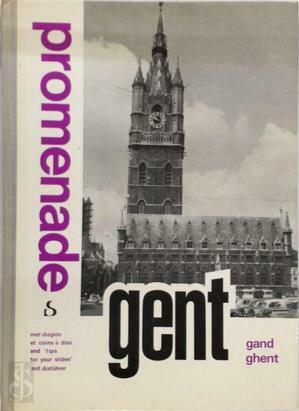 promenade
gent
gand
ghent
met diagids
et coins à dias
and 'tips
for your slides'
mit diaführer